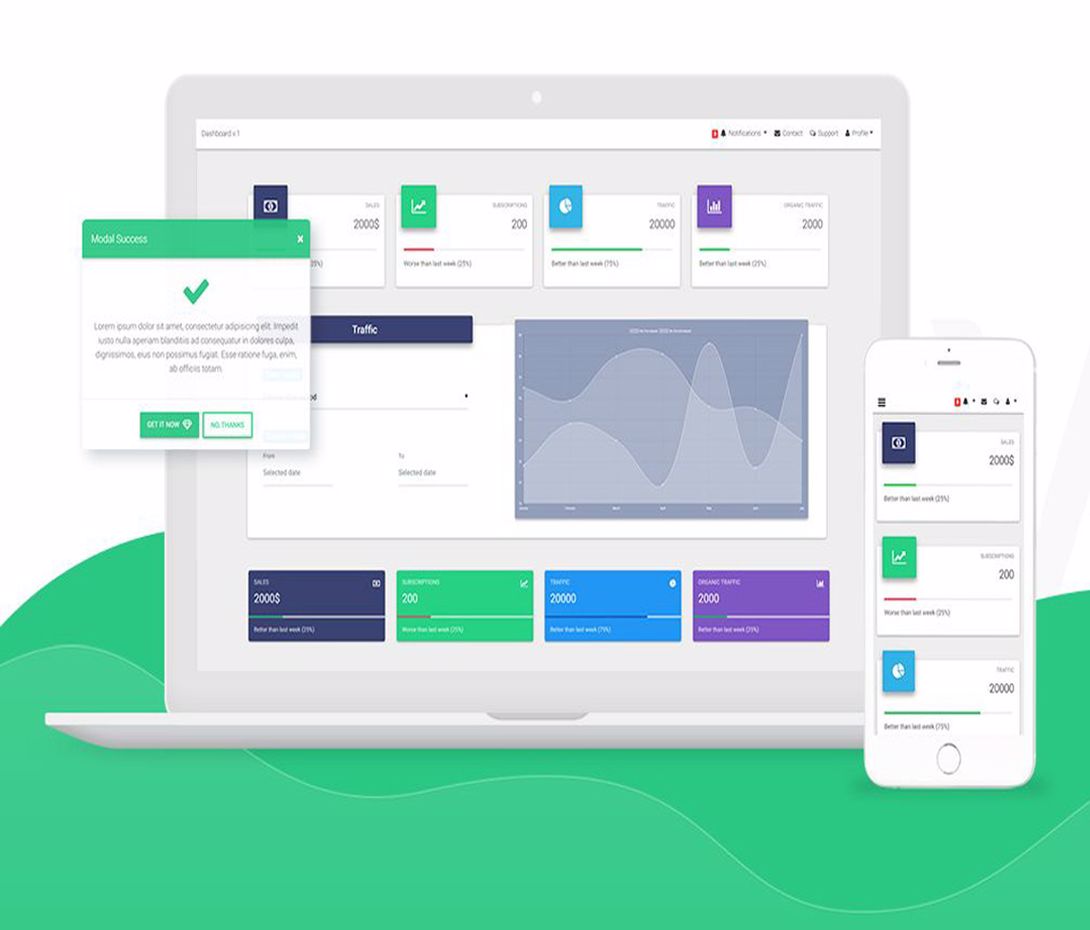 Dashboard v.1
Notifications
Contact
Support
Profile
SALES
2000$
25%)
SUBSCRIPTIONS
200
Worse than last week (25%)
TRAFFIC
20000
Better than last week (75%)
ORGANIC TRAFFIC
2000
Better than last week (25%)
Modal Success
Lorem ipsum dolor sit amet, consectetur adipisicing elit. Impedit
iusto nulla aperiam blanditiis ad consequatur in dolores culpa,
dignissimos, eius non possimus fugiat. Esse ratione fuga, enim,
ab officiis totam.
GET IT NOW
NO, THANKS
Traffic
From
To
Selected date
Selected date
SALES
2000$
Better than last week (25%)
SUBSCRIPTIONS
200
Worse than last week (25%)
TRAFFIC
20000
Better than last week (75%)
ORGANIC TRAFFIC
2000
Better than last week (25%)
SALES
2000$
Better than last week (25%)
SUBSCRIPTIONS
200
Worse than last week (25%)
TRAFFIC
20000
Better than last week (75%)